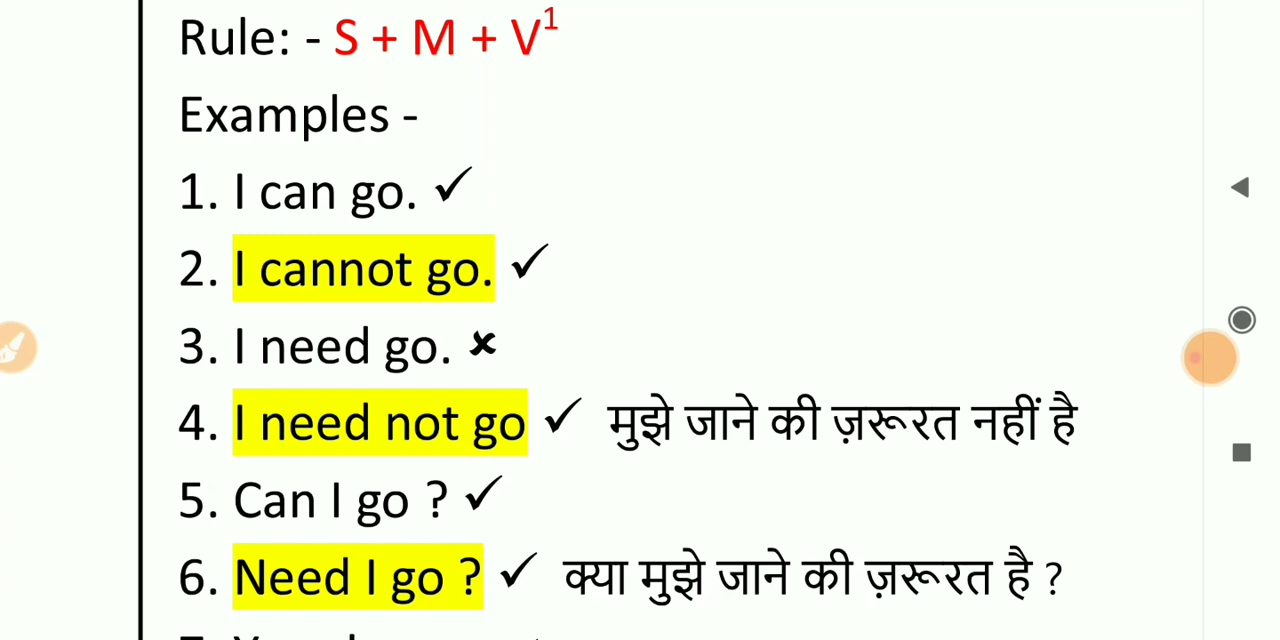 Rule: - S + M + V¹
Examples -
1. I can go. ✓
2. I cannot go. ✓
3. I need go. ✗
4. I need not go ✓ मुझे जाने की ज़रूरत नहीं है
5. Can I go ? ✓
6. Need I go ? ✓ क्या मुझे जाने की ज़रूरत है ?